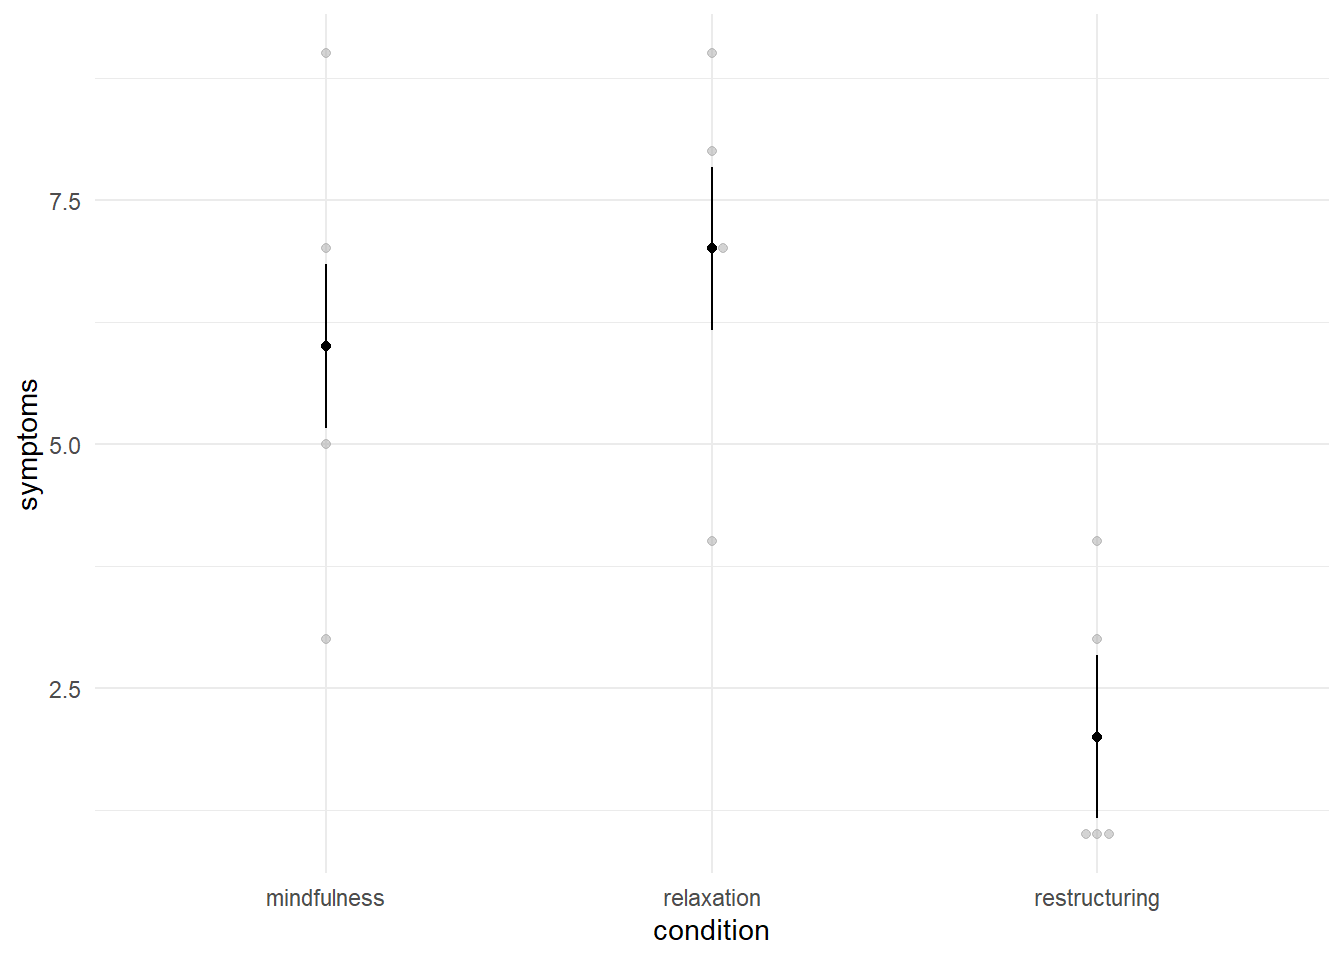 symptoms
7.5
5.0
2.5
mindfulness
relaxation
restructuring
condition